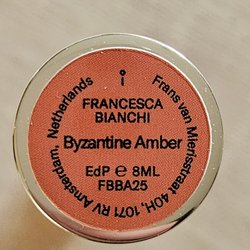 i
FRANCESCA
BIANCHI
Byzantine Amber
EdP e 8ML
FBBA25
Frans van Mierisstraat 40H, 1071 RV Amsterdam, Netherlands